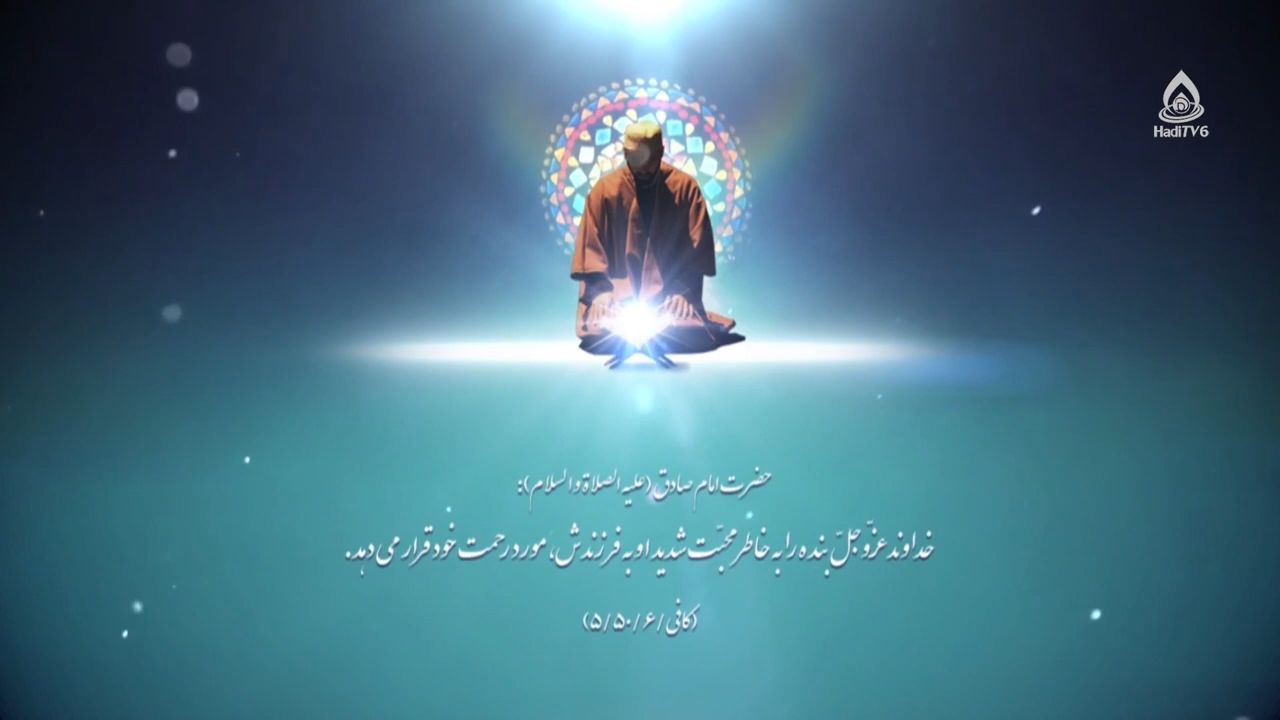 HadiTV6
حضرت امام صادق (علیه الصلاة والسلام):
خداوند عزّوجلّ بنده را به خاطر محبّت شدید او به فرزندش، مورد رحمت خود قرار می دهد.
(کافی/۶/۵۰/۵)